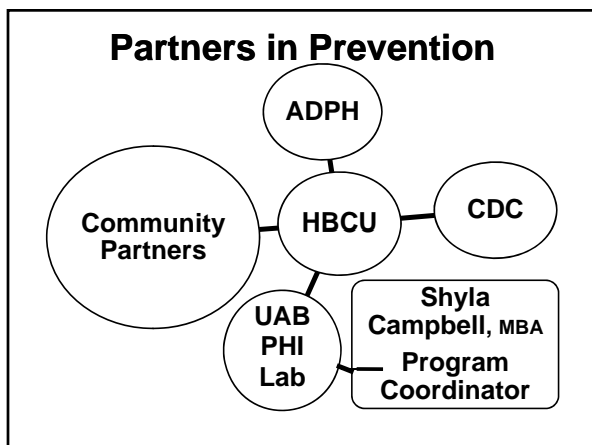 Partners in Prevention
ADPH
Community
Partners
HBCU
CDC
UAB
PHI
Lab
Shyla
Campbell, MBA
Program
Coordinator